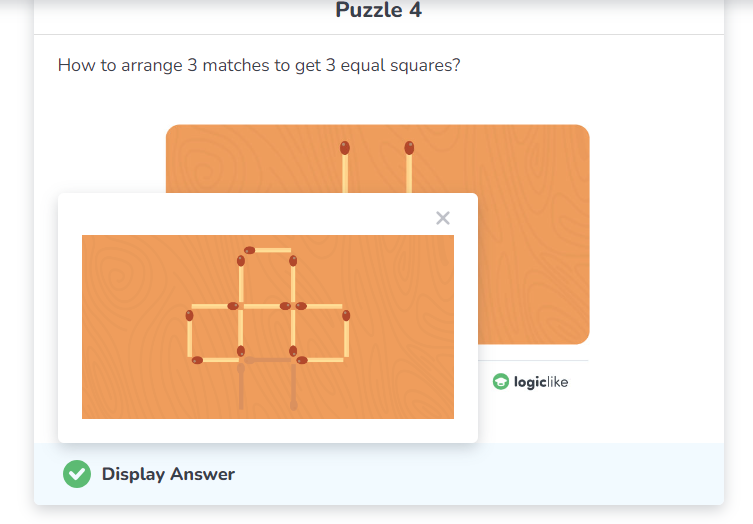 Puzzle 4
How to arrange 3 matches to get 3 equal squares?
logiclike
Display Answer